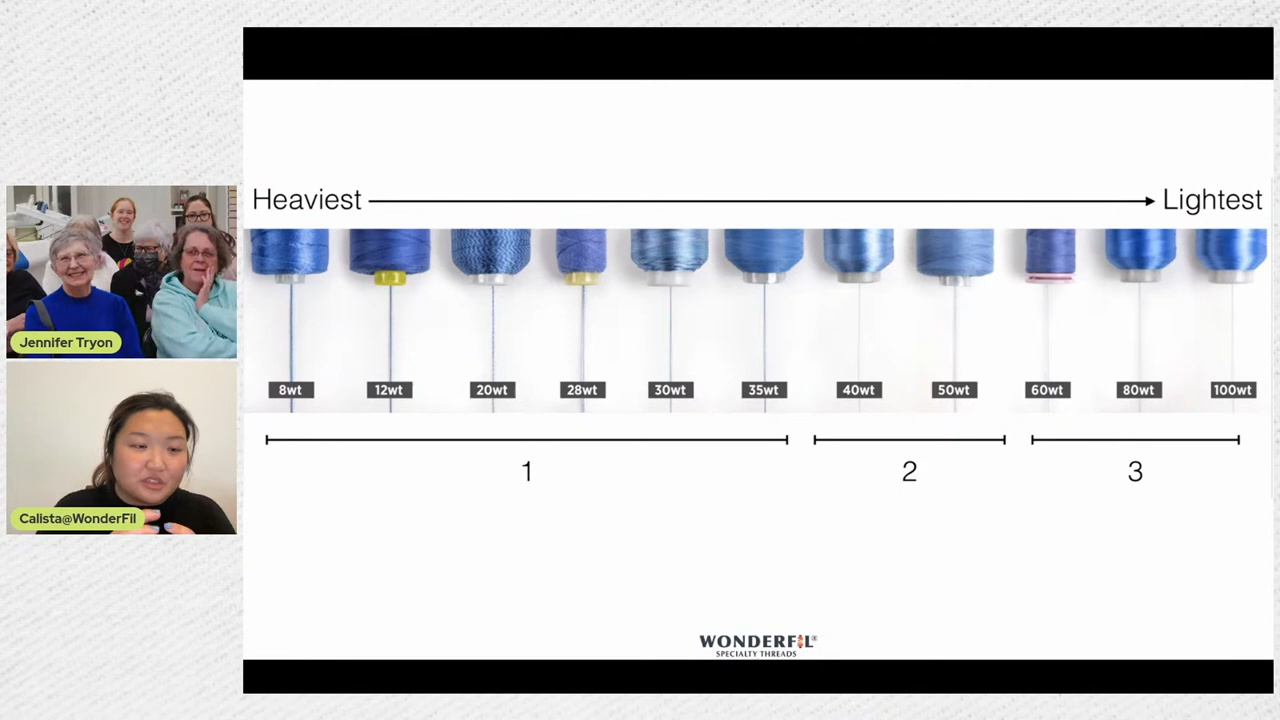 Heaviest
Lightest
8wt
12wt
20wt
28wt
30wt
35wt
40wt
50wt
60wt
80wt
100wt
1
2
3
Jennifer Tryon
Calista@WonderFil
WONDERFIL®
SPECIALTY THREADS